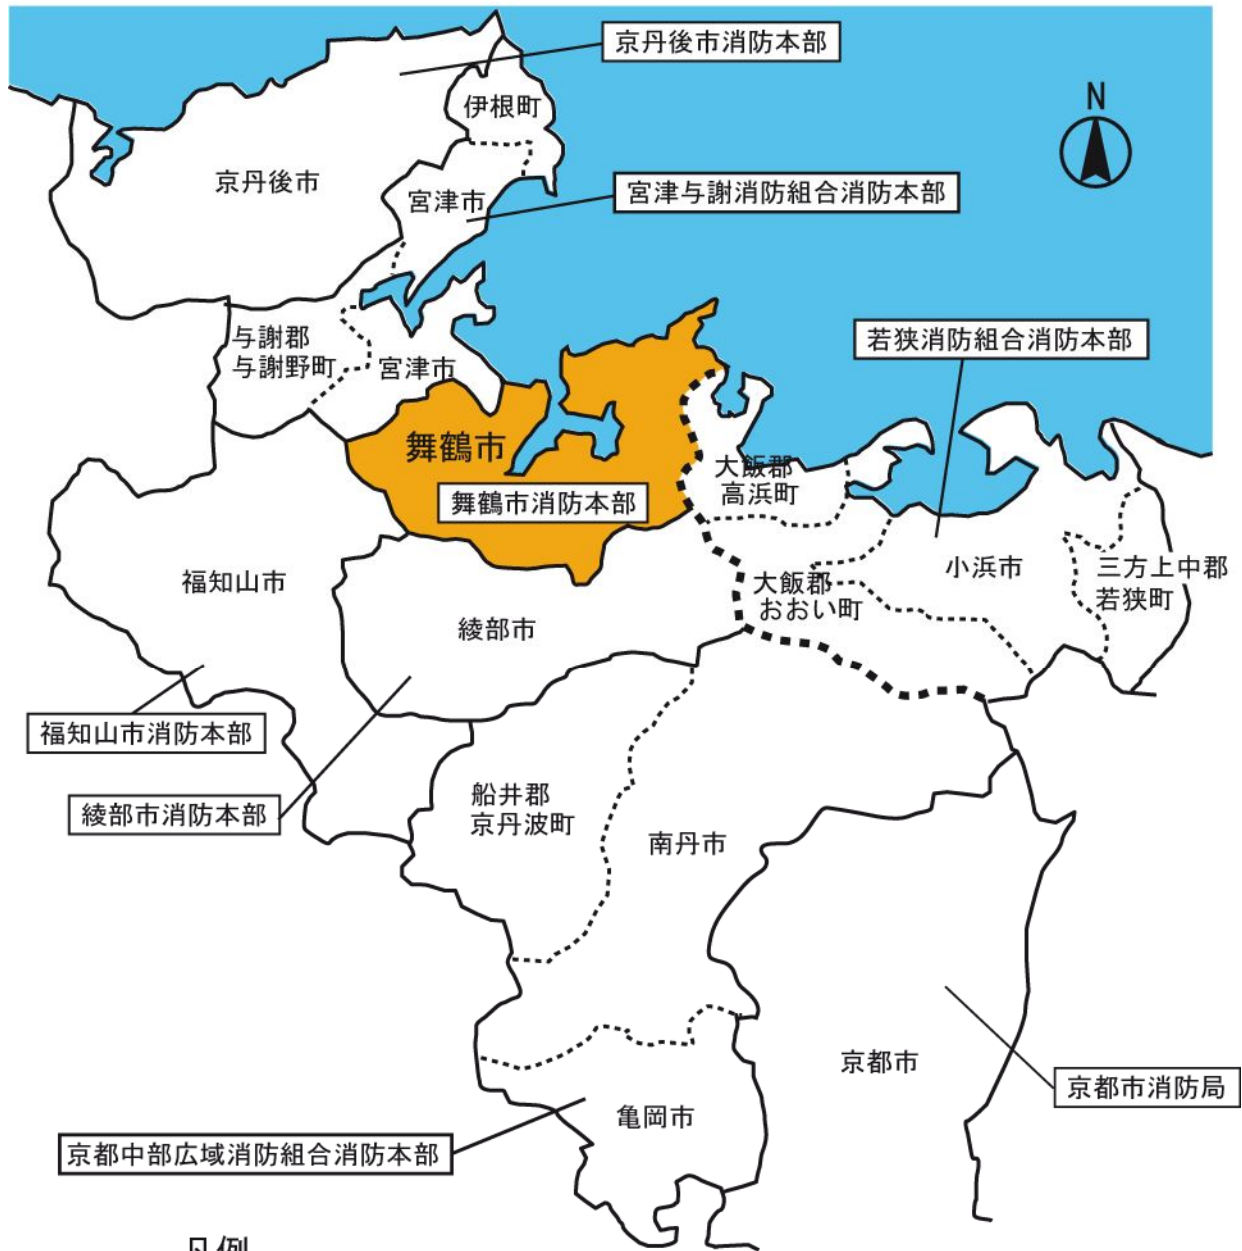 京丹後市消防本部
N
伊根町
京丹後市
宮津市
宮津与謝消防組合消防本部
与謝郡
与謝野町
宮津市
若狭消防組合消防本部
舞鶴市
舞鶴市消防本部
大飯郡
高浜町
福知山市
綾部市
大飯郡
おおい町
小浜市
三方上中郡
若狭町
福知山市消防本部
綾部市消防本部
船井郡
京丹波町
南丹市
京都市
京都市消防局
亀岡市
京都中部広域消防組合消防本部
凡例